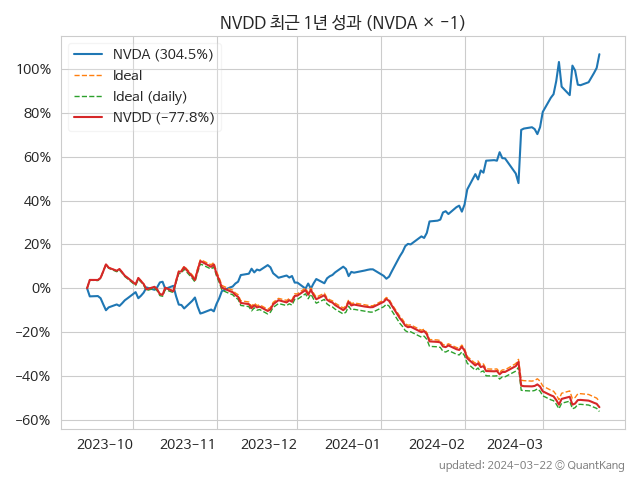 NVDD 최근 1년 성과 (NVDA × −1)
NVDA (304.5%)
Ideal
Ideal (daily)
NVDD (−77.8%)
100%
80%
60%
40%
20%
0%
−20%
−40%
−60%
2023-10
2023-11
2023-12
2024-01
2024-02
2024-03
updated: 2024-03-22 © QuantKang